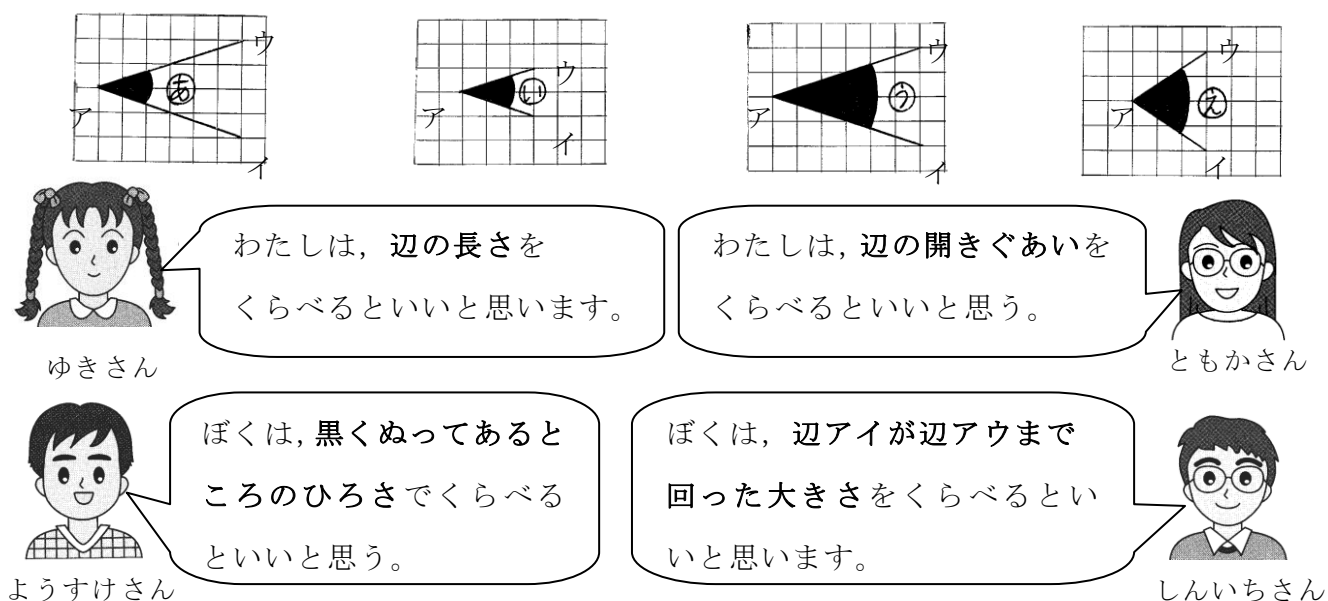 ア ウ イ あ
ア ウ イ い
ア ウ イ う
ア ウ イ え
わたしは，辺の長さを
くらべるといいと思います。
ゆきさん
わたしは，辺の開きぐあいを
くらべるといいと思う。
ともかさん
ぼくは，黒くぬってあると
ころのひろさでくらべる
といいと思う。
ようすけさん
ぼくは，辺アイが辺アウまで
回った大きさをくらべるとい
いと思います。
しんいちさん